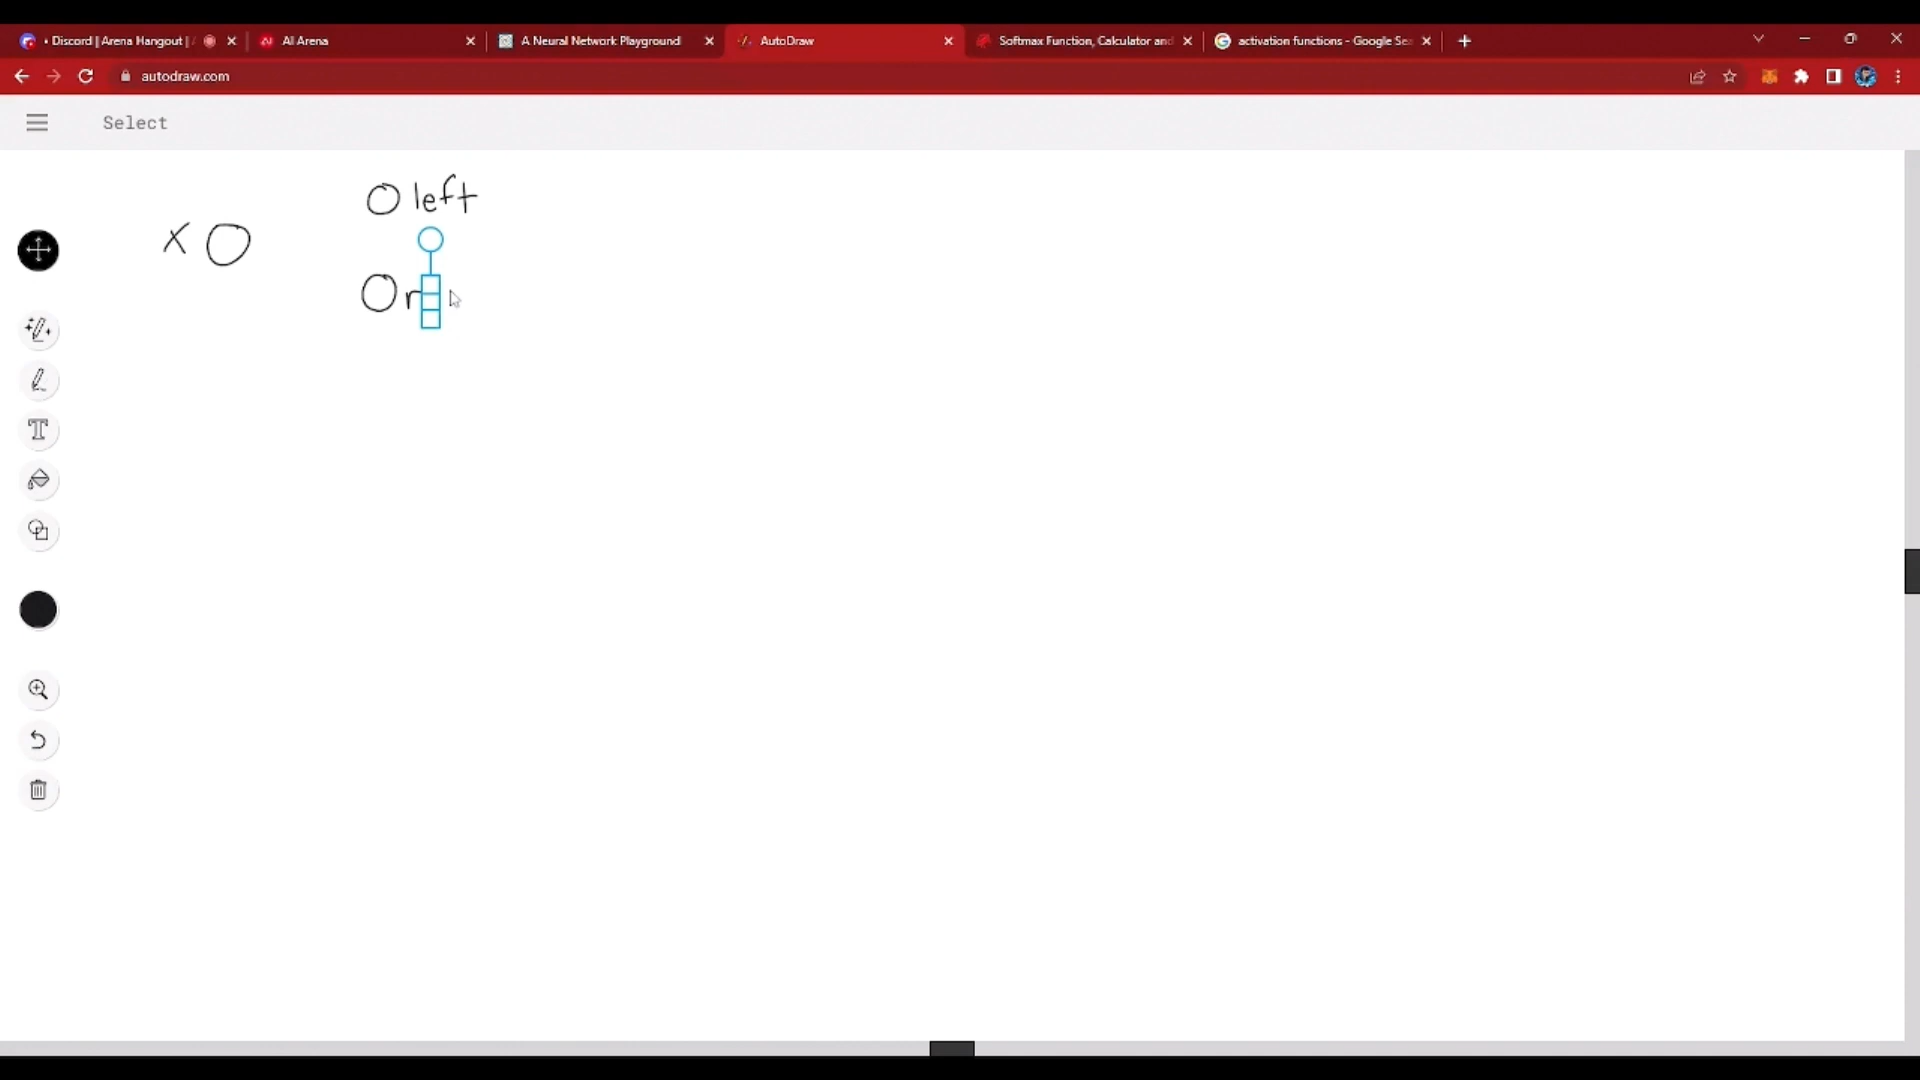 Discord | Arena Hangout | A
AI Arena
A Neural Network Playground
AutoDraw
Softmax Function, Calculator and
activation functions - Google Sea
autodraw.com
Select
O left
X O
O r